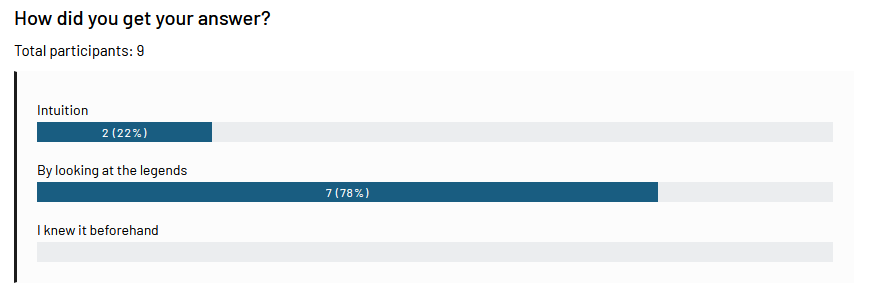 How did you get your answer?
Total participants: 9
Intuition
2 (22%)
By looking at the legends
7 (78%)
I knew it beforehand